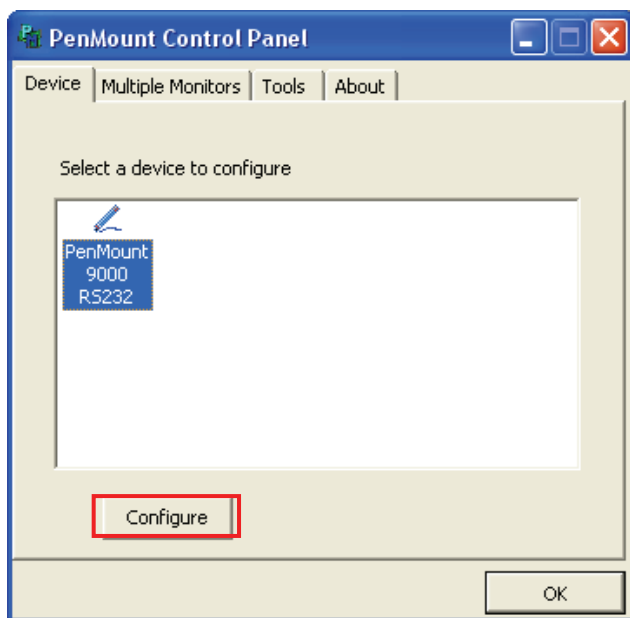 PenMount Control Panel
Device Multiple Monitors Tools About
Select a device to configure
PenMount
9000
RS232
Configure
OK